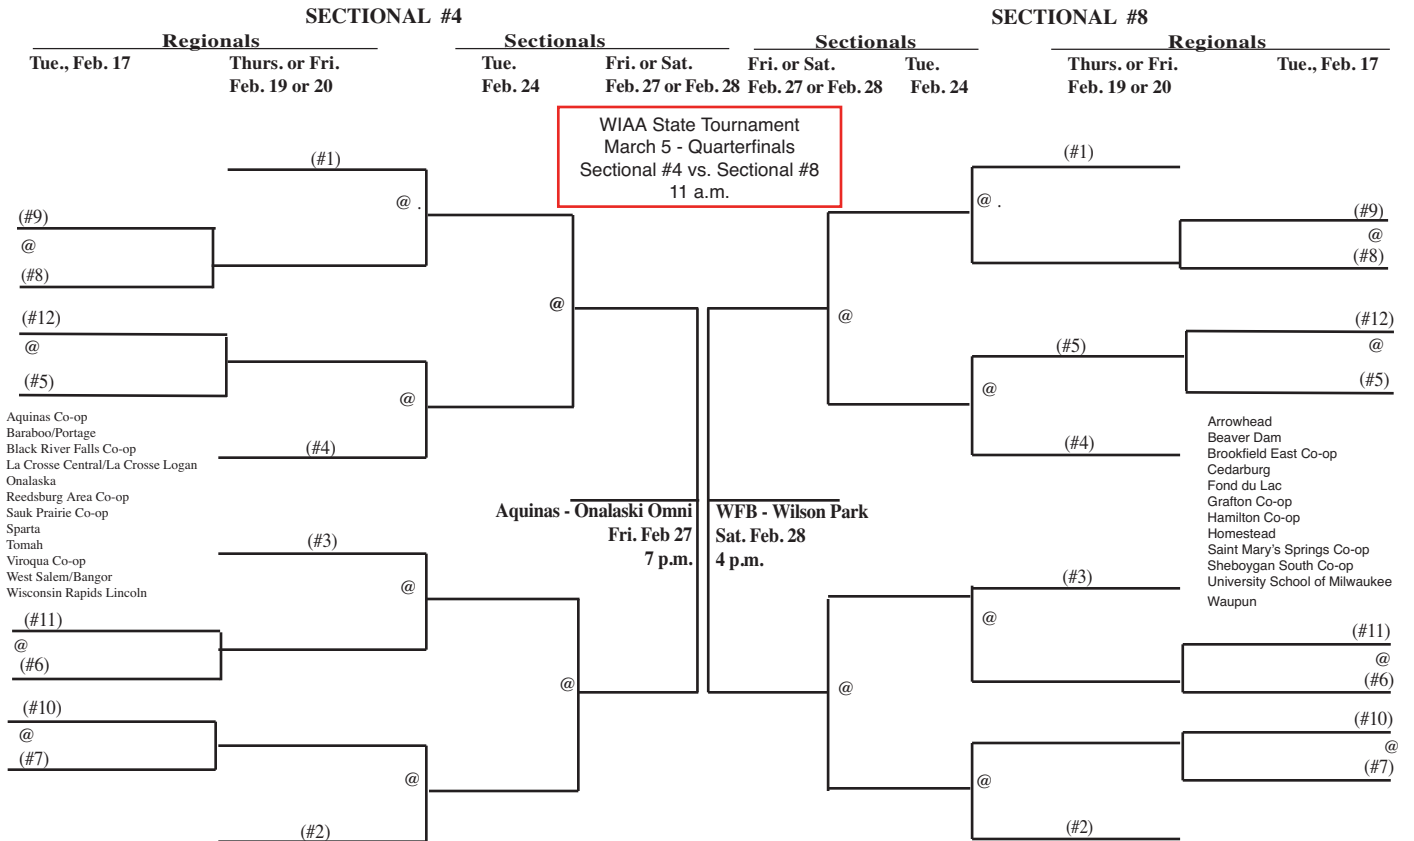 SECTIONAL #4
Regionals
Sectionals
Tue., Feb. 17
Thurs. or Fri.
Feb. 19 or 20
Tue.
Feb. 24
Fri. or Sat.
Feb. 27 or Feb. 28
SECTIONAL #8
Sectionals
Regionals
Fri. or Sat.
Feb. 27 or Feb. 28
Tue.
Feb. 24
Thurs. or Fri.
Feb. 19 or 20
Tue., Feb. 17
WIAA State Tournament
March 5 - Quarterfinals
Sectional #4 vs. Sectional #8
11 a.m.
(#1)
@ .
(#9)
@
(#8)
@
(#12)
@
(#5)
@
(#4)
Aquinas Co-op
Baraboo/Portage
Black River Falls Co-op
La Crosse Central/La Crosse Logan
Onalaska
Reedsburg Area Co-op
Sauk Prairie Co-op
Sparta
Tomah
Viroqua Co-op
West Salem/Bangor
Wisconsin Rapids Lincoln
Aquinas - Onalaski Omni
Fri. Feb 27
7 p.m.
(#3)
@
(#11)
@
(#6)
@
(#10)
@
(#7)
@
(#2)
(#1)
@ .
(#9)
@
(#8)
@
(#12)
(#5)
@
(#5)
@
(#4)
Arrowhead
Beaver Dam
Brookfield East Co-op
Cedarburg
Fond du Lac
Grafton Co-op
Hamilton Co-op
Homestead
Saint Mary's Springs Co-op
Sheboygan South Co-op
University School of Milwaukee
Waupun
WFB - Wilson Park
Sat. Feb. 28
4 p.m.
(#3)
@
(#11)
@
(#6)
@
(#10)
@
(#7)
@
(#2)